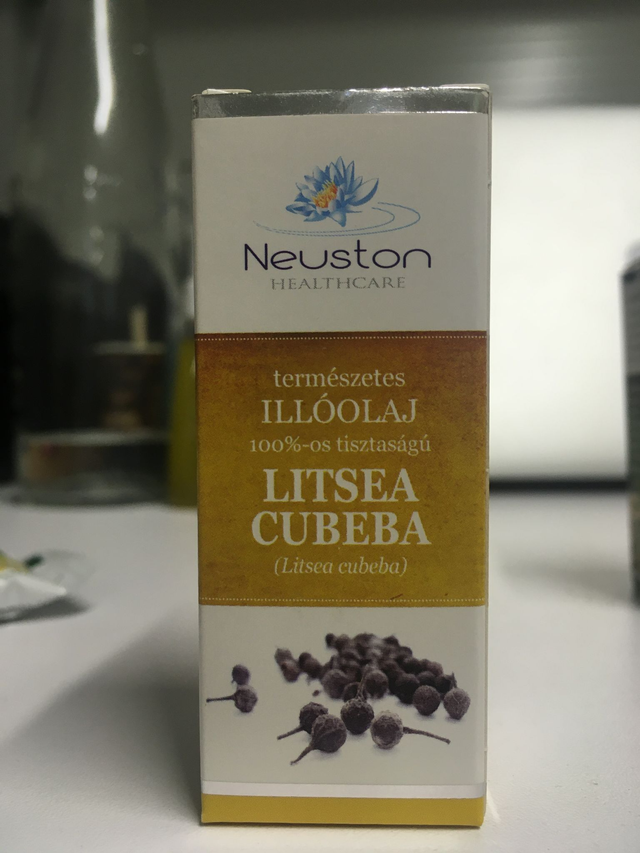 Neuston
HEALTHCARE
természetes
ILLÓOLAJ
100%-os tisztaságú
LITSEA
CUBEBA
(Litsea cubeba)